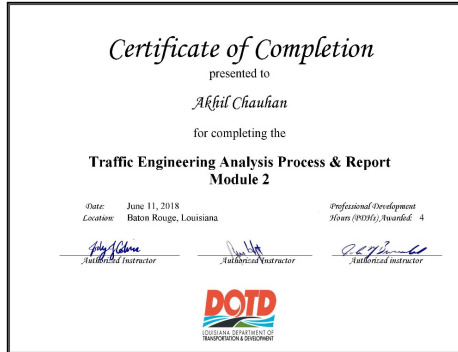 Certificate of Completion
presented to
Akhil Chauhan
for completing the
Traffic Engineering Analysis Process & Report
Module 2
Date: June 11, 2018
Location: Baton Rouge, Louisiana
Professional Development
Hours (PDHs) Awarded: 4
Authorized Instructor
Authorized Instructor
Authorized instructor
DOTD
LOUISIANA DEPARTMENT OF
TRANSPORTATION & DEVELOPMENT